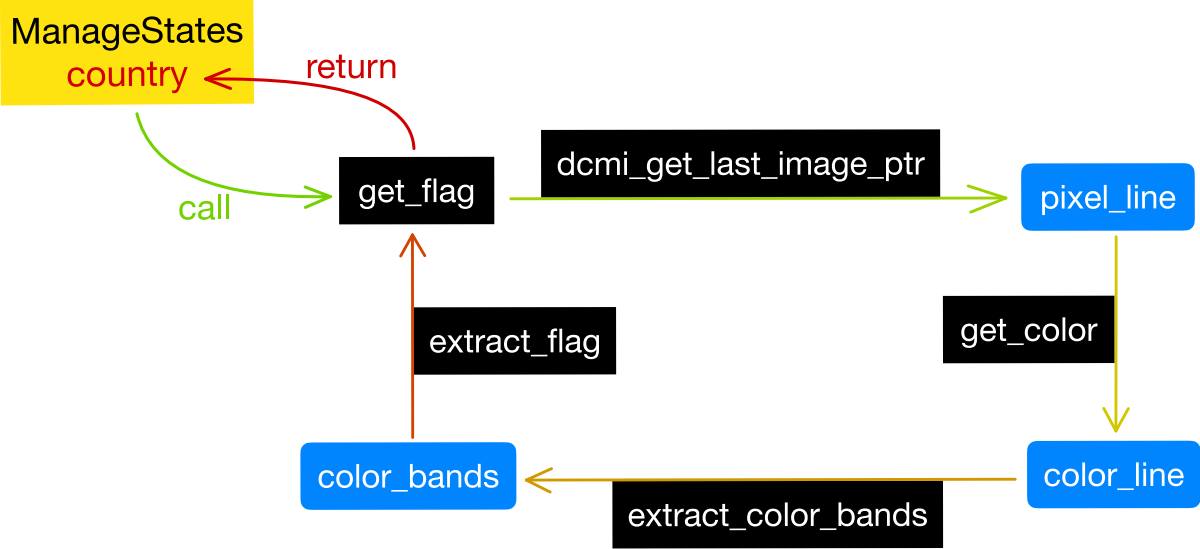 ManageStates
country
return
call
get_flag
dcmi_get_last_image_ptr
pixel_line
get_color
color_line
extract_color_bands
color_bands
extract_flag